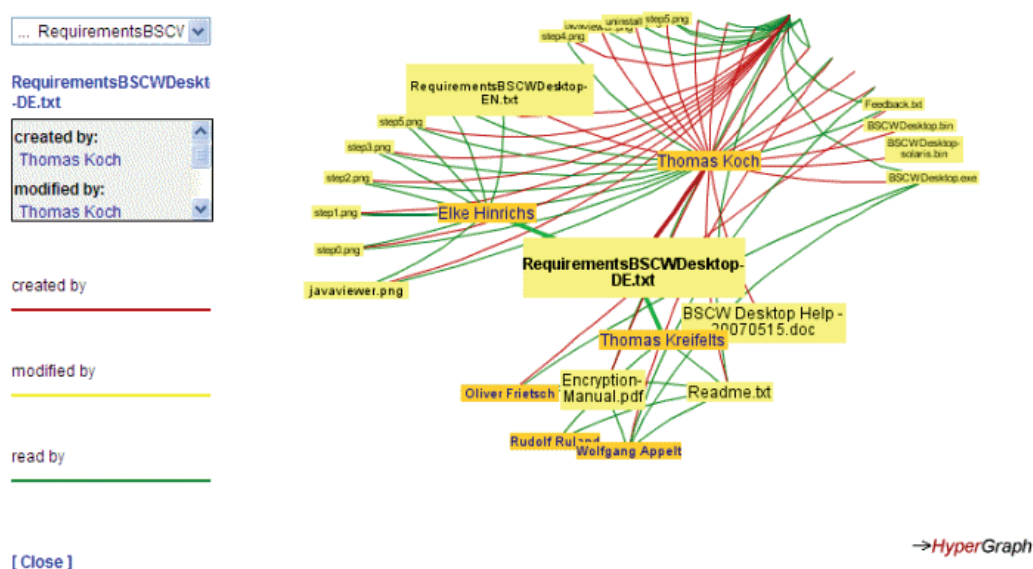 ... RequirementsBSCW
RequirementsBSCWDeskt
-DE.txt
created by:
Thomas Koch
modified by:
Thomas Koch
created by
modified by
read by
[ Close ]
uninstall
step5.png
javaviewer.png
step4.png
RequirementsBSCWDesktop-
EN.txt
step5.png
step3.png
step2.png
step1.png
step0.png
javaviewer.png
Elke Hinrichs
Thomas Koch
Feedback.txt
BSCWDesktop.bin
BSCWDesktop-
solaris.bin
BSCWDesktop.exe
RequirementsBSCWDesktop-
DE.txt
BSCW Desktop Help -
20070515.doc
Thomas Kreifelts
Oliver Frietsch
Encryption-
Manual.pdf
Readme.txt
Rudolf Ruland
Wolfgang Appelt
HyperGraph